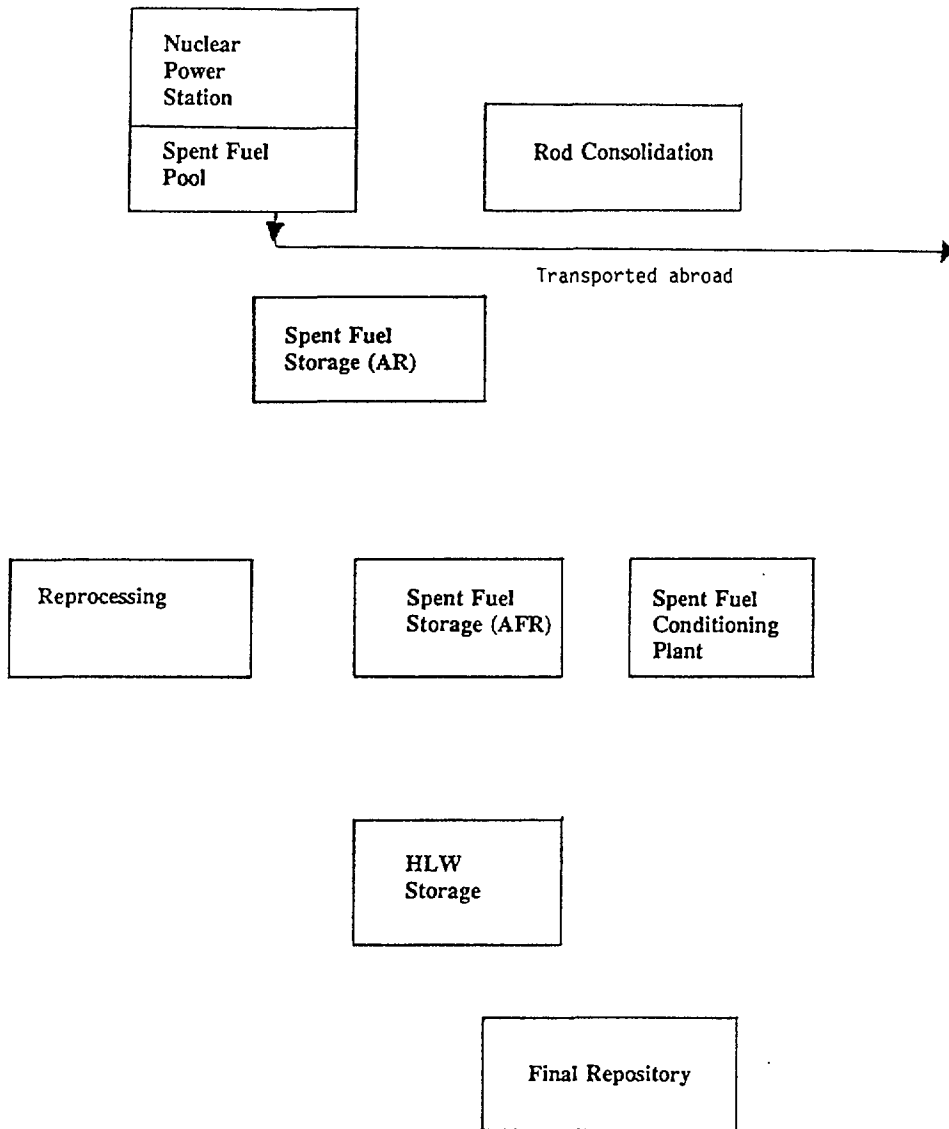 Nuclear
Power
Station
Spent Fuel
Pool
Rod Consolidation
Transported abroad
Spent Fuel
Storage (AR)
Reprocessing
Spent Fuel
Storage (AFR)
Spent Fuel
Conditioning
Plant
HLW
Storage
Final Repository